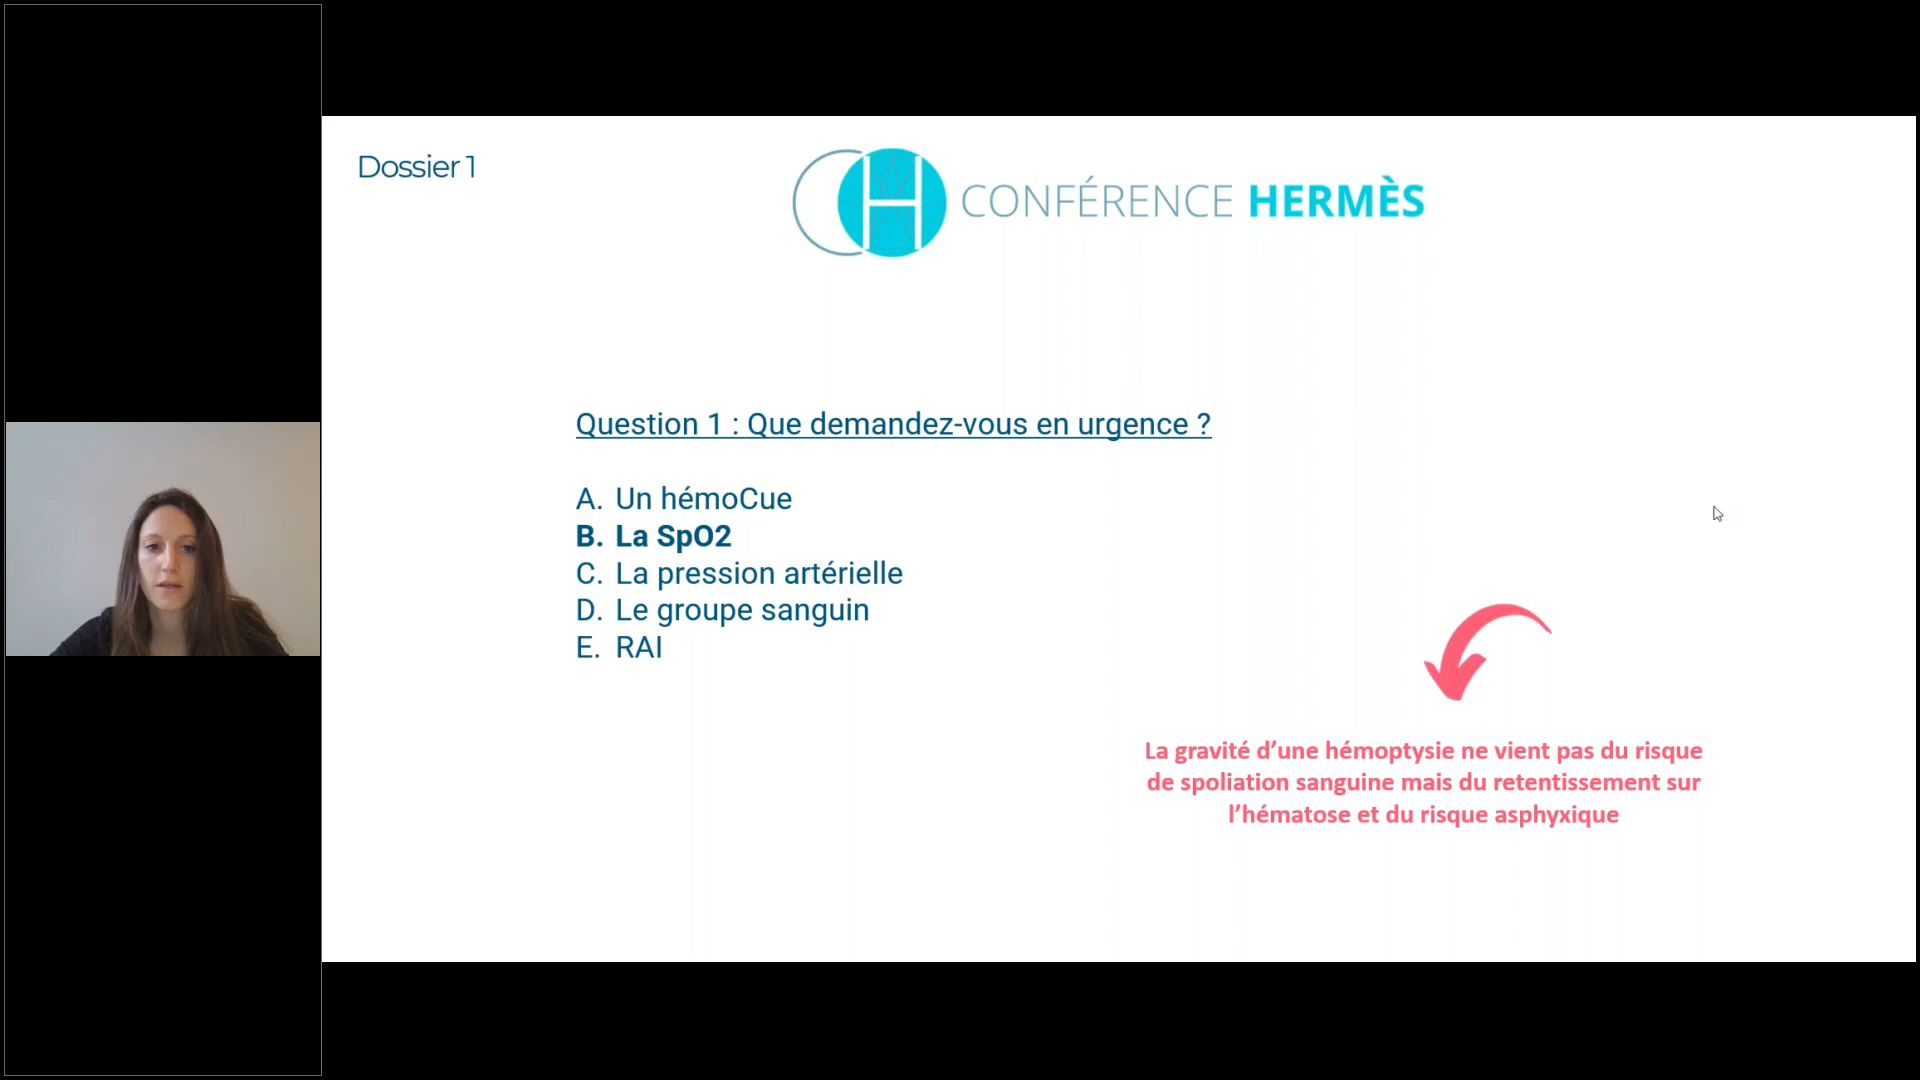 Dossier 1
CONFÉRENCE HERMÈS
Question 1 : Que demandez-vous en urgence ?
A. Un hémoCue
B. La SpO2
C. La pression artérielle
D. Le groupe sanguin
E. RAI
La gravité d’une hémoptysie ne vient pas du risque
de spoliation sanguine mais du retentissement sur
l’hématose et du risque asphyxique